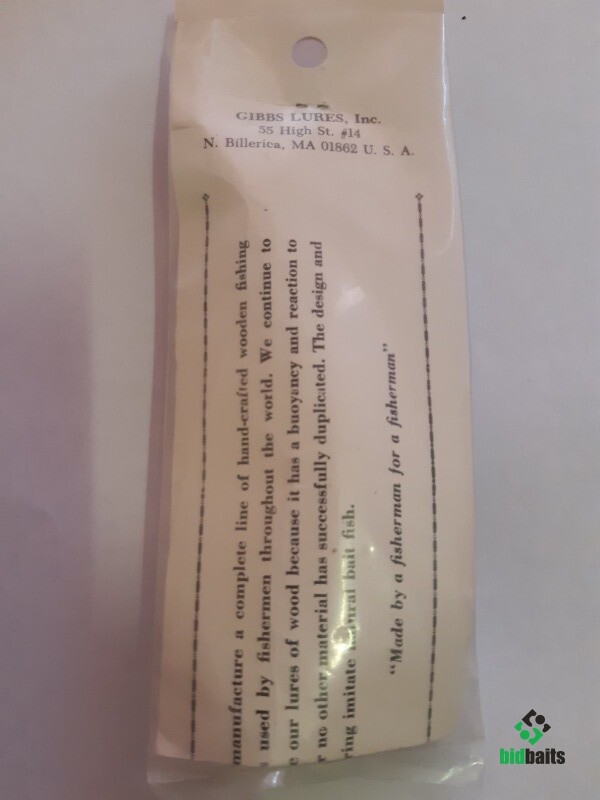 GIBBS LURES, Inc.
55 High St. #14
N. Billerica, MA 01862 U. S. A.
manufacture a complete line of hand-crafted wooden fishing
used by fishermen throughout the world. We continue to
our lures of wood because it has a buoyancy and reaction to
no other material has successfully duplicated. The design and
imitate natural bait fish.
"Made by a fisherman for a fisherman"
bidbaits